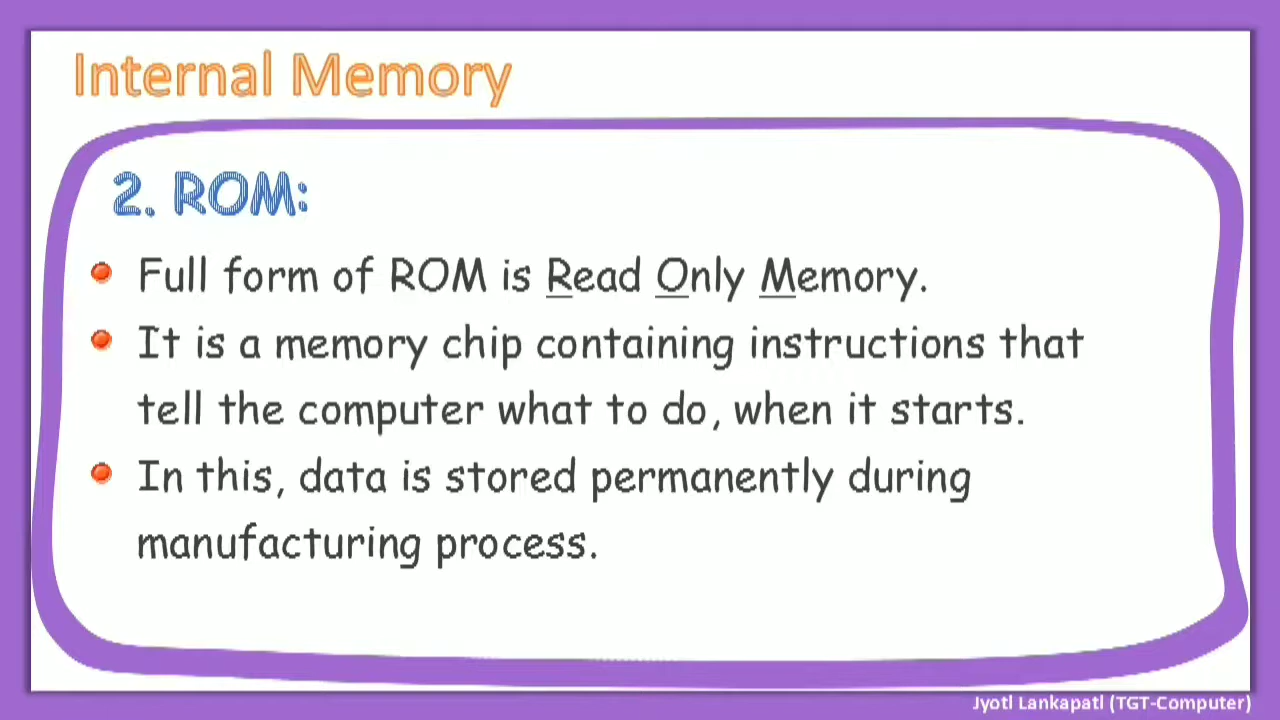 Internal Memory
2. ROM:
Full form of ROM is Read Only Memory.
It is a memory chip containing instructions that
tell the computer what to do, when it starts.
In this, data is stored permanently during
manufacturing process.
Jyoti Lankapati (TGT-Computer)